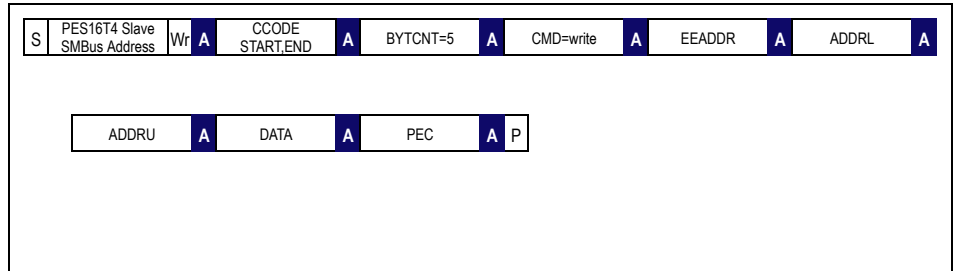 S PES16T4 Slave SMBus Address Wr A CCODE START,END A BYTCNT=5 A CMD=write A EEADDR A ADDRL A
ADDRU A DATA A PEC A P